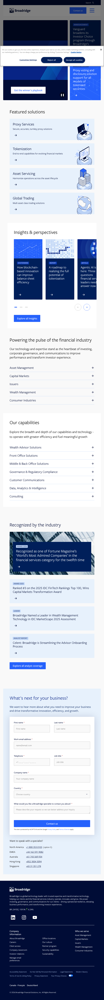 Search
Broadridge
Contact us
ANNOUNCEMENT
Vanguard
broadens its
Investor Choice
program through
Broadridge's
We use cookies to give you the best online experience, measure your visit to our sites, and to enable marketing activities (including with
our marketing partners).
Cookie Notice
Customize Settings
Reject all
Accept all cookies
Get the winner's playbook
Proxy voting and
disclosure solution
support for all
models of
tokenized
securities
Featured solutions
Proxy Services
Secure, accurate, turnkey proxy solutions
Tokenization
End-to-end capabilities for evolving financial markets
Asset Servicing
Harmonize operations across the asset lifecycle
Global Trading
Multi asset class trading solutions
Insights & perspectives
WHITEPAPER
How blockchain-
based innovation
can improve
balance sheet
efficiency
REPORT
A roadmap to
realizing the full
potential of
tokenization
ARTICLE
Agentic AI is
here: Three
questions
financial serv
leaders need
answer now
Explore all insights
Powering the pulse of the financial industry
Our technology and expertise stand as the heartbeat of investing,
corporate governance, and communications to improve
performance and transform investor experience.
Asset Management
Capital Markets
Issuers
Wealth Management
Consumer Industries
Our capabilities
Explore the breadth and depth of our capabilities and technology -
to operate with greater efficiency and fuel meaningful growth
Wealth Advisor Solutions
Front Office Solutions
Middle & Back Office Solutions
Governance & Regulatory Compliance
Customer Communications
Data, Analytics & Intelligence
Consulting
Recognized by the industry
AWARD 2026
Recognized as one of Fortune Magazine's
'World's Most Admired Companies' in the
financial services category for the twelfth time
AWARD 2025
Ranked #3 on the 2025 IDC FinTech Rankings Top 100, Wins
Capital Markets Transformation Award
LEADER
Broadridge Named a Leader in Wealth Management
Technology in IDC MarketScape 2025 Assessment
ANALYST REPORT
Celent: Broadridge is Streamlining the Advisor Onboarding
Process
Explore all analyst coverage
What's next for your business?
We want to hear more about what you need to improve your business
and drive transformative innovation, efficiency, and growth.
First name *
Last name *
First name
Last name
Work email address *
name@email.com
Telephone *
Job title *
+1 _ _ _ - _ _ _ - _ _ _ _
Job title
Company name *
Your company name
Country *
Choose country
What would you like a Broadridge specialist to contact you about? *
Please describe your request so we can better address your inquiry
Contact us
This site is protected by reCAPTCHA and the Google Privacy Policy and Terms of Service apply.
Want to speak with a specialist?
North America +1 800 353 0103 (option 3)
EMEA +44 162 591 9082
Australia +61 743 569 934
Hong Kong +852 3004 3094
Singapore +65 31 351 278
Broadridge
Broadridge is a global technology leader with trusted expertise and transformative technology,
helping our clients and the financial services industry operate, innovate, and grow. We power investing,
governance, and communications for our clients – driving operational resiliency, elevating
business performance, and transforming investor experiences.
BR (NYSE) 159.96 ↑ 6.24%
Company
information
Who we serve
About Broadridge
Careers
Client access
Company newsroom
Investor relations
Manage email
preferences
Office locations
Our culture
Partner program
Security capabilities
Sustainability
Asset Management
Capital Markets
Issuers
Wealth Management
Consumer Industries
Accessibility Statement
Do Not Sell My Personal Information
Legal Statements
Modern Slavery
Terms of Use & Linking Policy
Privacy Statement
Your Privacy Choices
Canada - Français
Deutschland
© 2026 Broadridge Financial Solutions, Inc. All Rights Reserved.